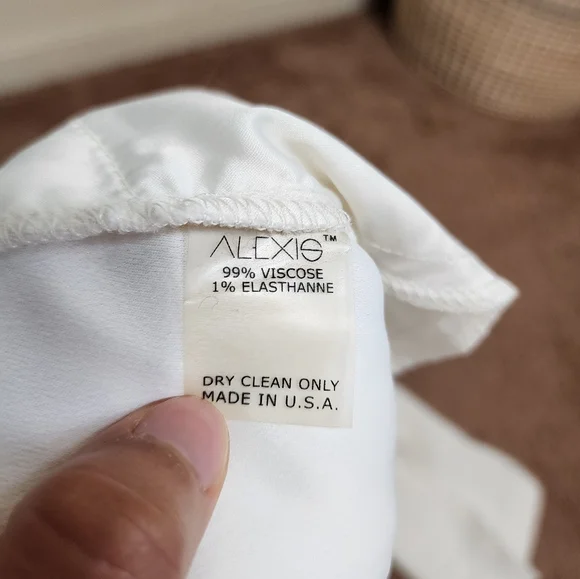 ALEXIS™
99% VISCOSE
1% ELASTHANNE
DRY CLEAN ONLY
MADE IN U.S.A.